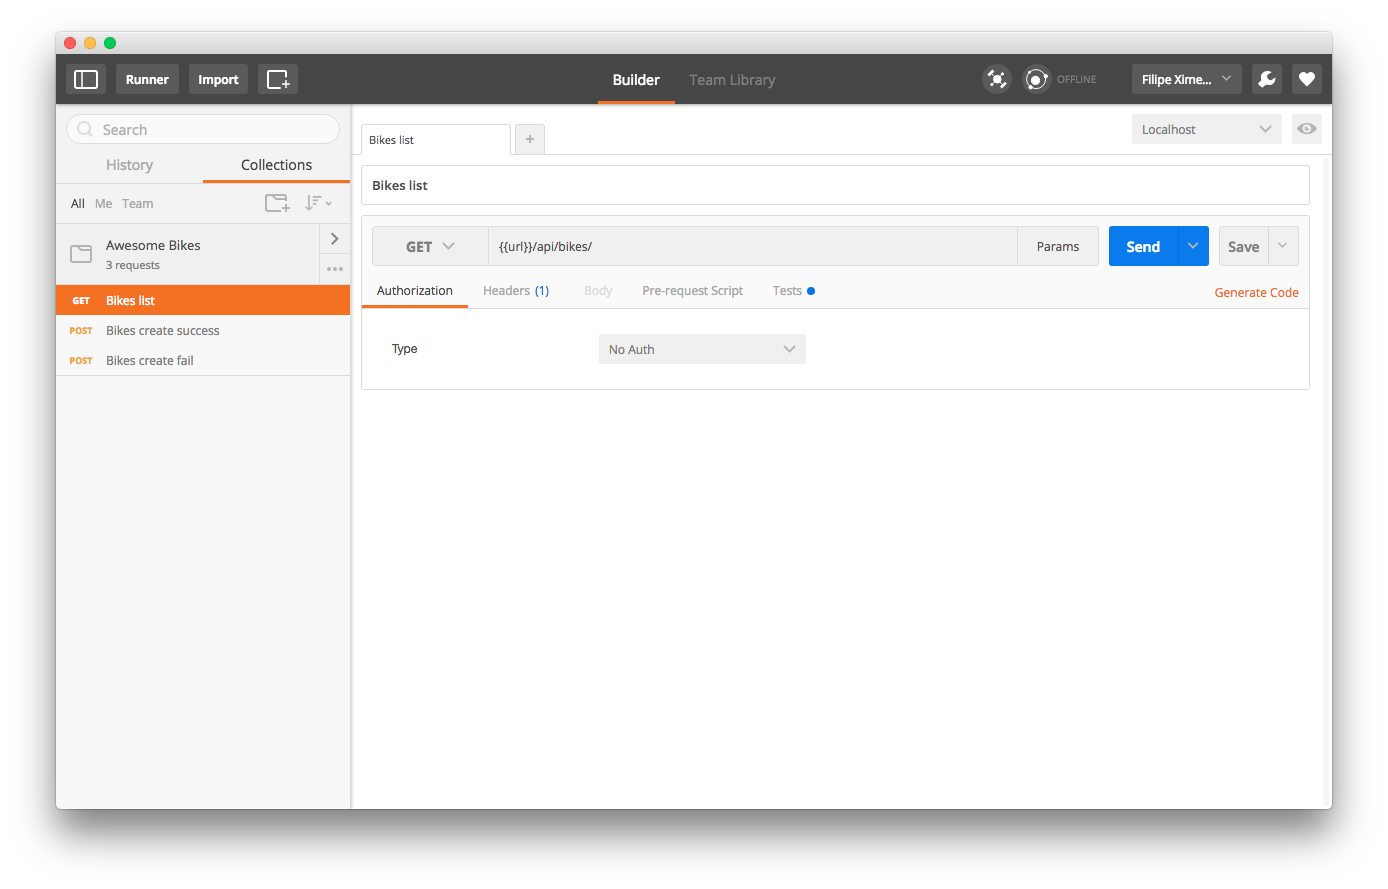 Runner Import Builder Team Library OFFLINE Filipe Xime...
Search
History Collections
All Me Team
Awesome Bikes
3 requests
GET Bikes list
POST Bikes create success
POST Bikes create fail
Bikes list + Localhost
Bikes list
GET {{url}}/api/bikes/ Params Send Save
Authorization Headers (1) Body Pre-request Script Tests Generate Code
Type No Auth